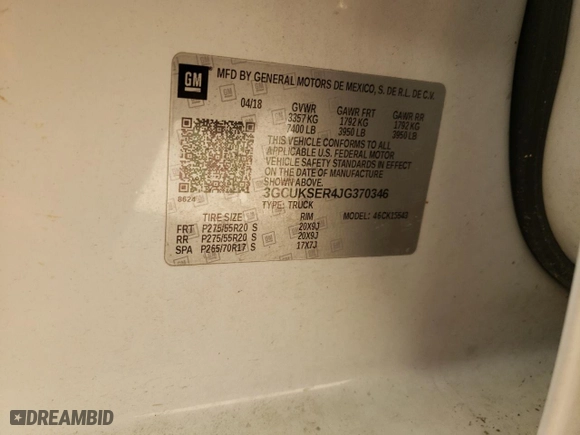 GM
MFD BY GENERAL MOTORS DE MEXICO, S. DE R.L. DE C.V.
04/18 GVWR GAWR FRT GAWR RR
3357 KG 1792 KG 1792 KG
7400 LB 3950 LB 3950 LB
THIS VEHICLE CONFORMS TO ALL
APPLICABLE U.S. FEDERAL MOTOR
VEHICLE SAFETY STANDARDS IN EFFECT
ON THE DATE OF MANUFACTURE
SHOWN ABOVE.
8624 3GCUKSER4JG370346
TYPE: TRUCK
TIRE SIZE RIM MODEL: 46CK15543
FRT P275/55R20 S 20X9J
RR P275/55R20 S 20X9J
SPA P265/70R17 S 17X7J
DREAMBID